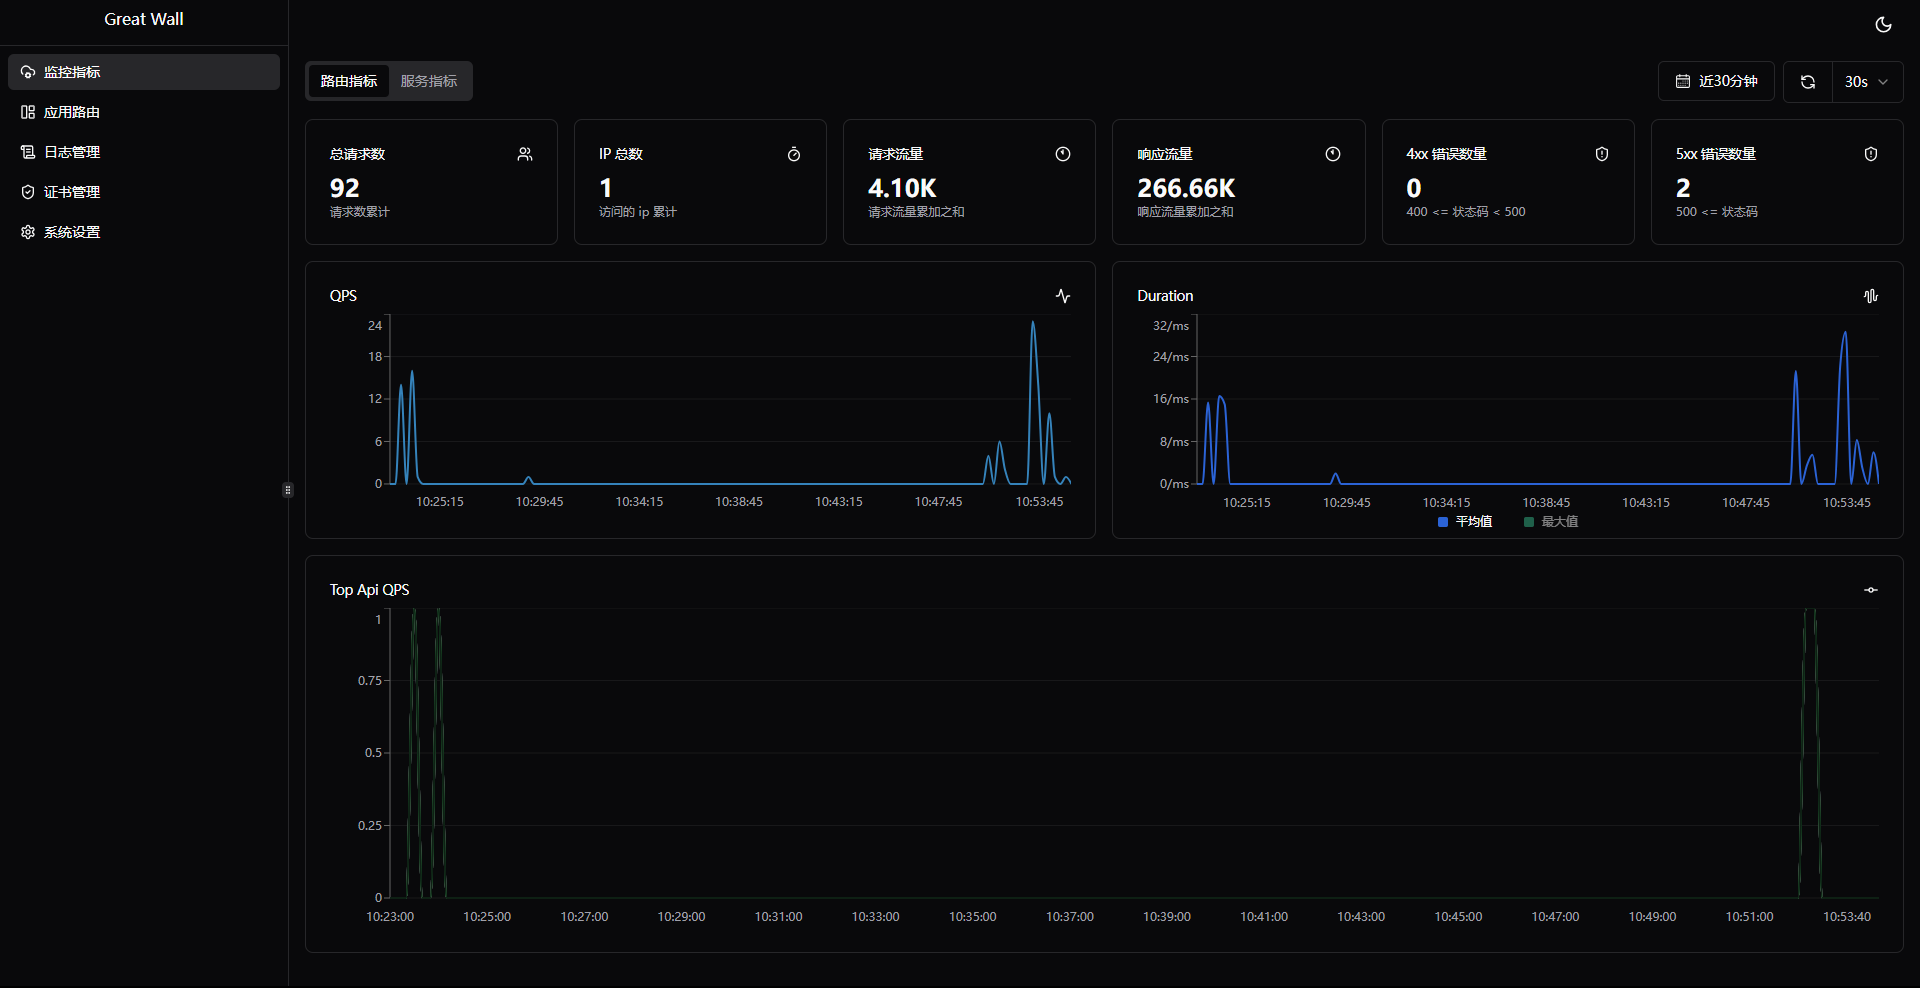 Great Wall
监控指标
应用路由
日志管理
证书管理
系统设置
路由指标 服务指标
近30分钟
30s
总请求数
92
请求数累计
IP 总数
1
访问的 ip 累计
请求流量
4.10K
请求流量累加之和
响应流量
266.66K
响应流量累加之和
4xx 错误数量
0
400 <= 状态码 < 500
5xx 错误数量
2
500 <= 状态码
QPS
24
18
12
6
0
10:25:15 10:29:45 10:34:15 10:38:45 10:43:15 10:47:45 10:53:45
Duration
32/ms
24/ms
16/ms
8/ms
0/ms
10:25:15 10:29:45 10:34:15 10:38:45 10:43:15 10:47:45 10:53:45
平均值 最大值
Top Api QPS
1
0.75
0.5
0.25
0
10:23:00 10:25:00 10:27:00 10:29:00 10:31:00 10:33:00 10:35:00 10:37:00 10:39:00 10:41:00 10:43:00 10:45:00 10:47:00 10:49:00 10:51:00 10:53:40